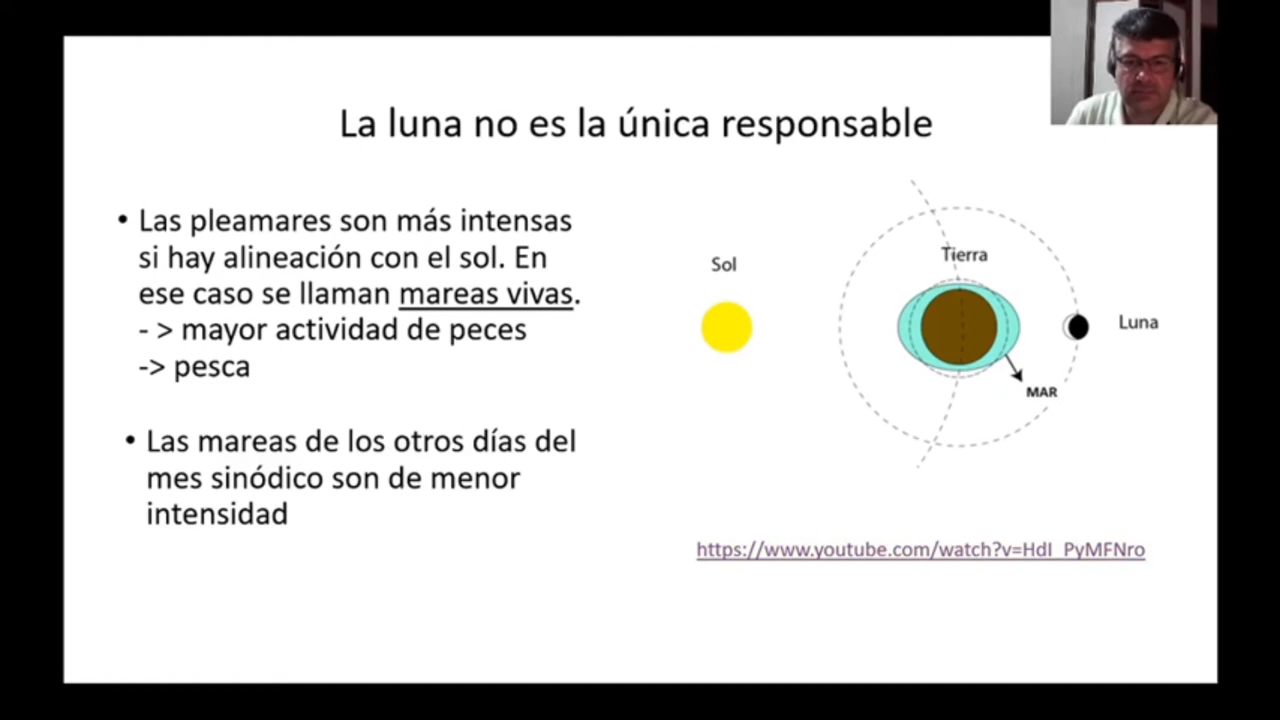 La luna no es la única responsable
• Las pleamares son más intensas
si hay alineación con el sol. En
ese caso se llaman mareas vivas.
- > mayor actividad de peces
-> pesca
• Las mareas de los otros días del
mes sinódico son de menor
intensidad
Sol
Tierra
Luna
MAR
https://www.youtube.com/watch?v=HdI_PyMFNro